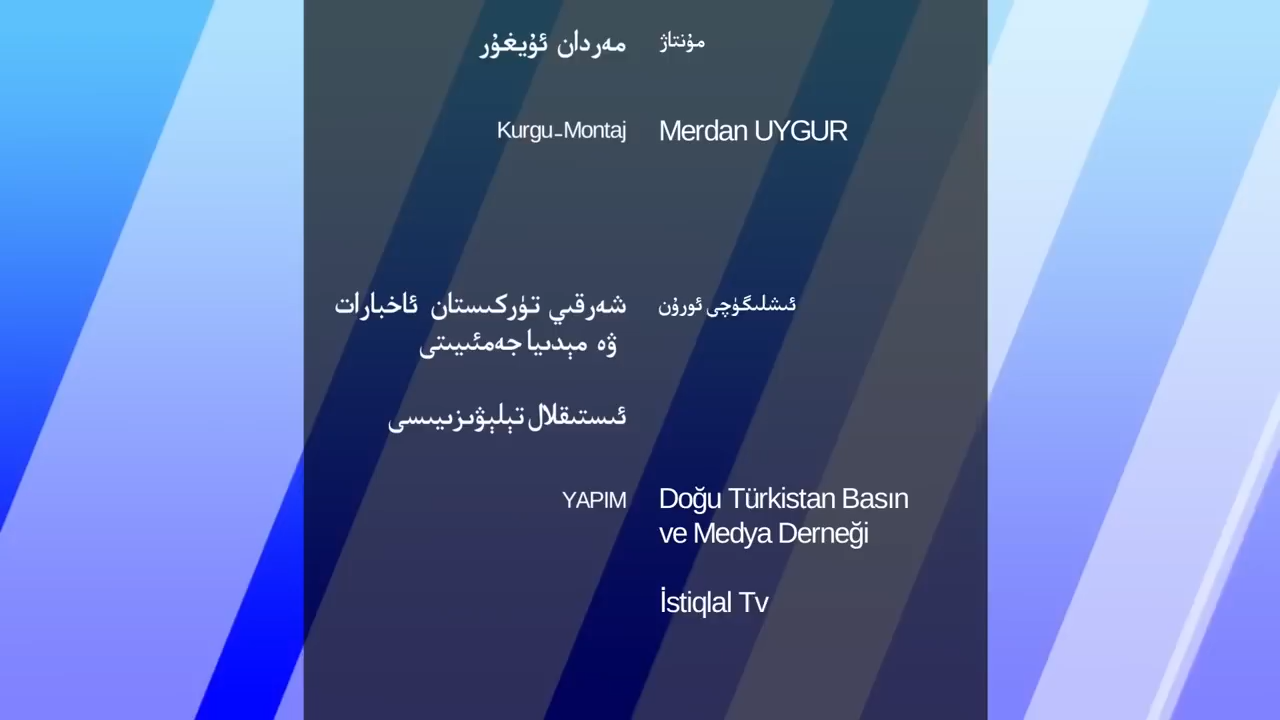 مۇنتاژ
مەردان ئۇيغۇر
Kurgu-Montaj
Merdan UYGUR
ئىشلىگۈچى ئورۇن
شەرقىي تۈركىستان ئاخبارات
ۋە مېدىيا جەمئىيىتى
ئىستىقلال تېلېۋىزىيىسى
YAPIM
Doğu Türkistan Basın
ve Medya Derneği
İstiqlal Tv